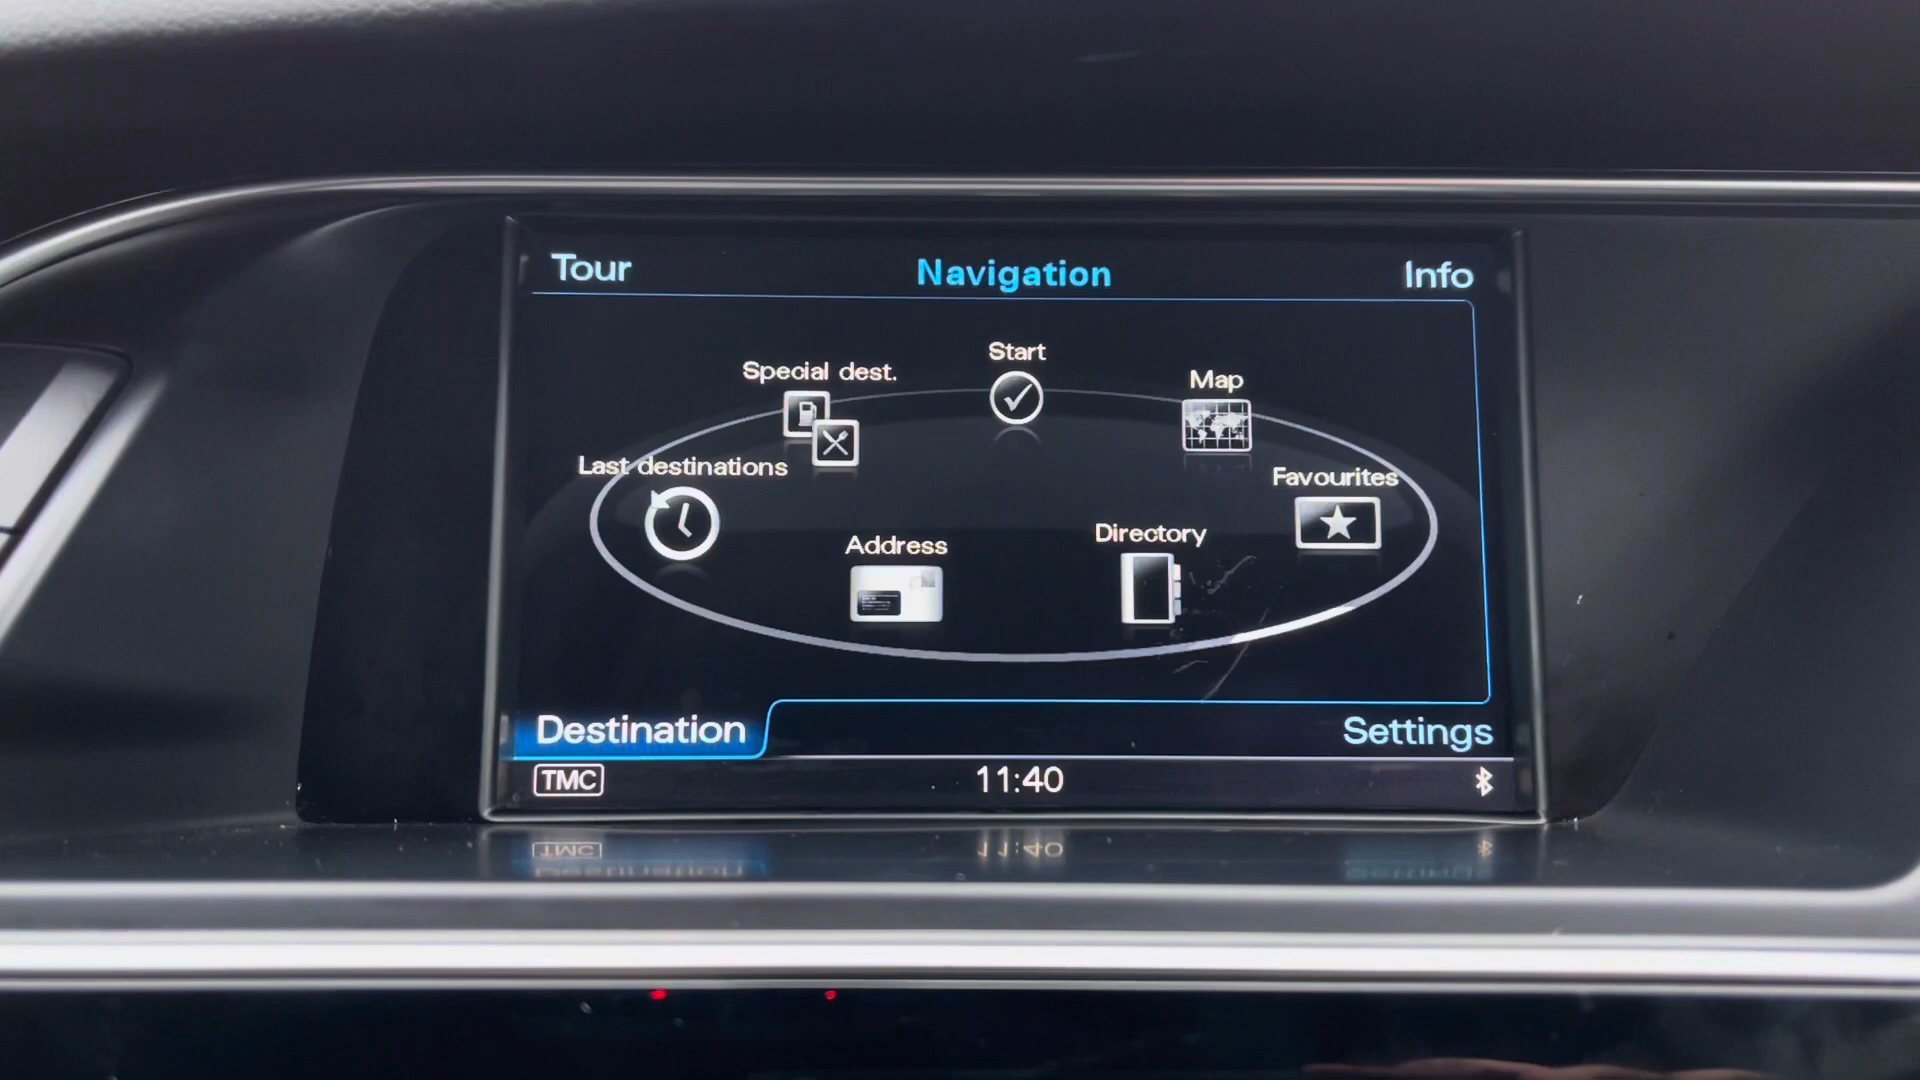 Tour Navigation Info
Start
Special dest.
Map
Last destinations
Favourites
Directory
Address
Destination
Settings
TMC 11:40